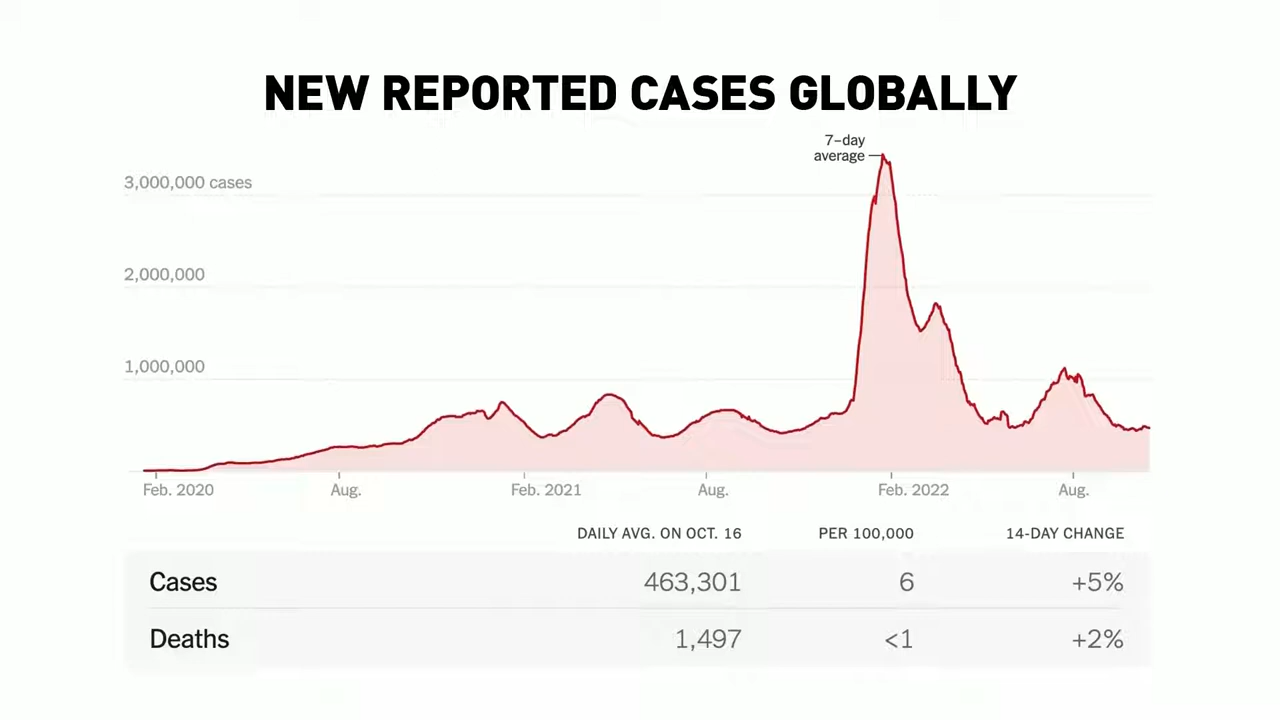 NEW REPORTED CASES GLOBALLY
7-day
average
3,000,000 cases
2,000,000
1,000,000
Feb. 2020 Aug. Feb. 2021 Aug. Feb. 2022 Aug.
DAILY AVG. ON OCT. 16 PER 100,000 14-DAY CHANGE
Cases 463,301 6 +5%
Deaths 1,497 <1 +2%